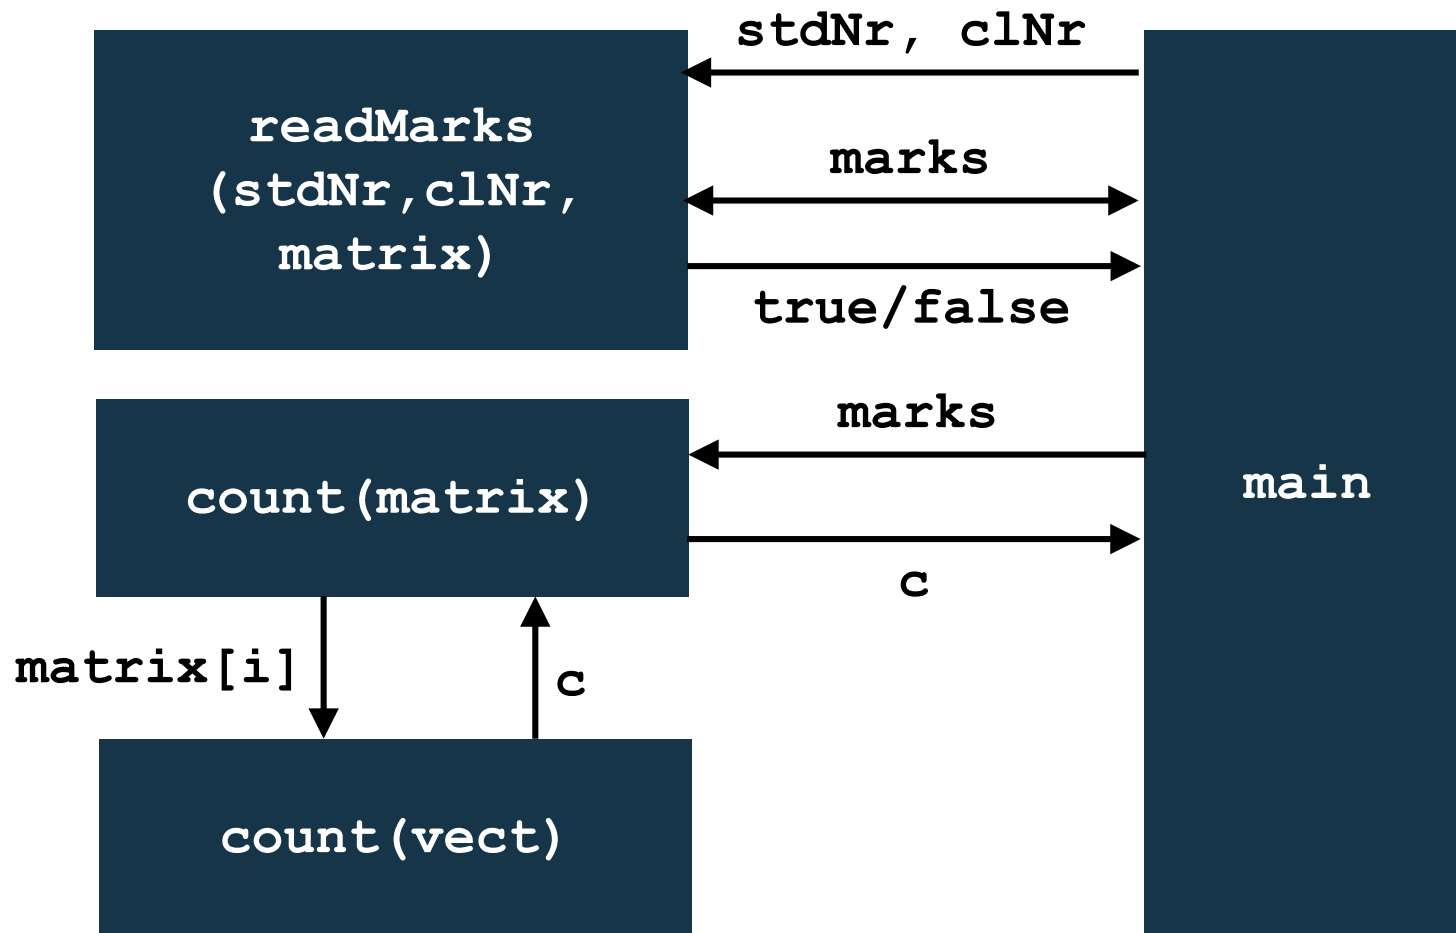 stdNr, clNr
readMarks
(stdNr,clNr,
matrix)
marks
true/false
marks
count(matrix)
main
c
matrix[i]
c
count(vect)